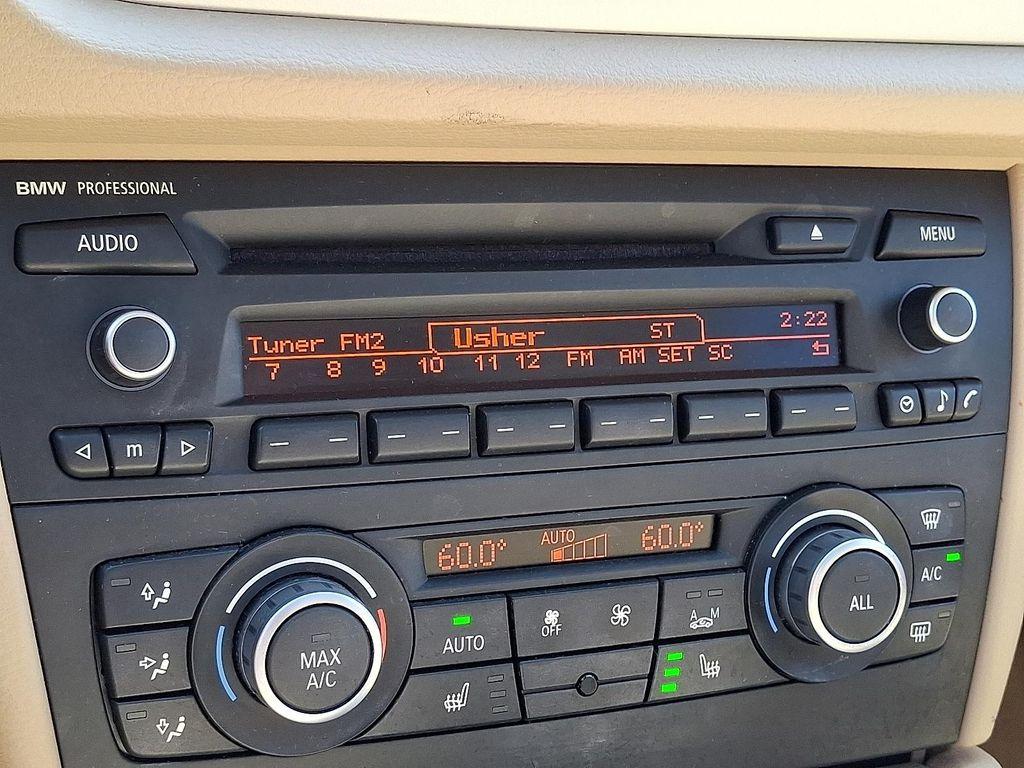 BMW PROFESSIONAL
AUDIO
MENU
Tuner FM2 Usher ST 2:22
7 8 9 10 11 12 FM AM SET SC
m
60.0° AUTO 60.0°
MAX
A/C
AUTO
OFF
A M
ALL
A/C